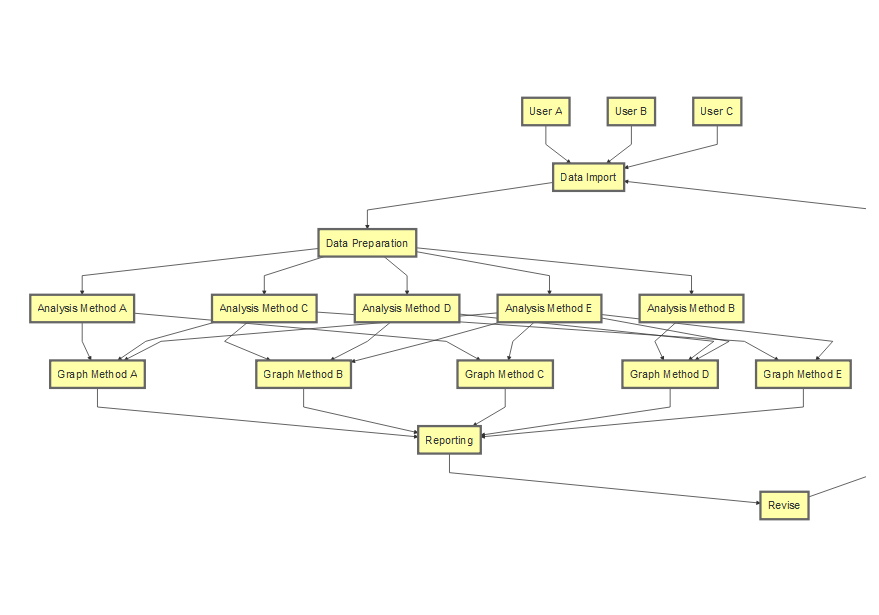 User A
User B
User C
Data Import
Data Preparation
Analysis Method A
Analysis Method C
Analysis Method D
Analysis Method E
Analysis Method B
Graph Method A
Graph Method B
Graph Method C
Graph Method D
Graph Method E
Reporting
Revise